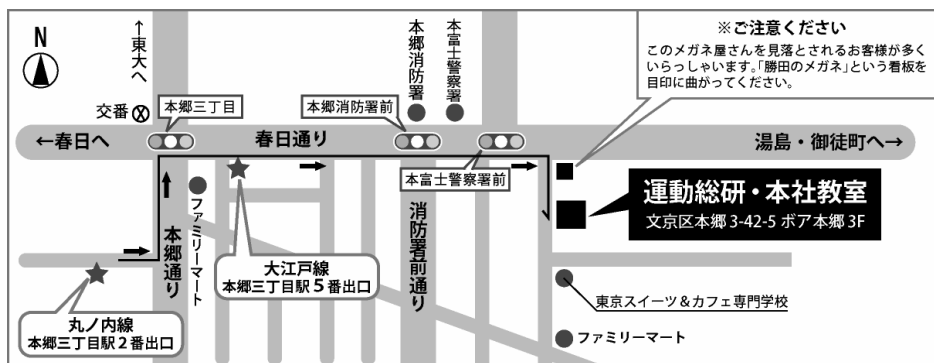 N
↑東大へ
本郷消防署
本富士警察署
※ご注意ください
このメガネ屋さんを見落とされるお客様が多く
いらっしゃいます。「勝田のメガネ」という看板を
目印に曲がってください。
交番
本郷三丁目
本郷消防署前
←春日へ
春日通り
湯島・御徒町へ→
本富士警察署前
運動総研・本社教室
文京区本郷 3-42-5 ボア本郷 3F
ファミリーマート
本郷通り
消防署前通り
大江戸線
本郷三丁目駅5番出口
丸ノ内線
本郷三丁目駅2番出口
東京スイーツ&カフェ専門学校
ファミリーマート